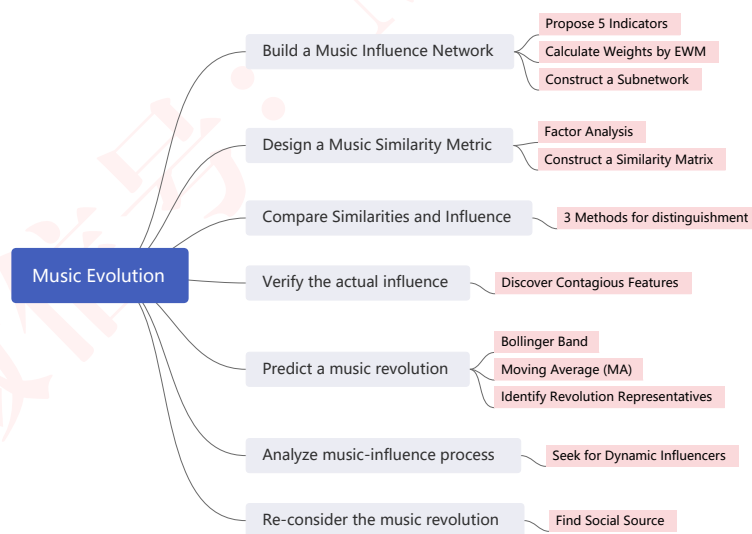 Music Evolution
Build a Music Influence Network
Propose 5 Indicators
Calculate Weights by EWM
Construct a Subnetwork
Design a Music Similarity Metric
Factor Analysis
Construct a Similarity Matrix
Compare Similarities and Influence
3 Methods for distinguishment
Verify the actual influence
Discover Contagious Features
Predict a music revolution
Bollinger Band
Moving Average (MA)
Identify Revolution Representatives
Analyze music-influence process
Seek for Dynamic Influencers
Re-consider the music revolution
Find Social Source
微信号: